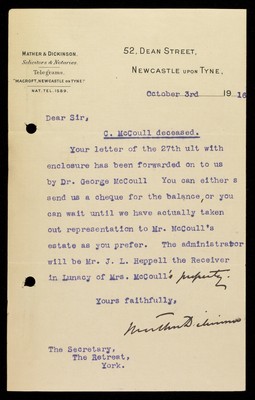 MATHER & DICKINSON.
Solicitors & Notaries
Telegrams.
"MALROFT, NEWCASTLE ON TYNE."
NAT. TEL. 1689.
52, DEAN STREET,
NEWCASTLE UPON TYNE,
October 3rd 1916
Dear Sir,
C. McCoull deceased.
Your letter of the 27th ult with
enclosure has been forwarded on to us
by Dr. George McCoull You can either s
send us a cheque for the balance, or you
can wait until we have actually taken
out representation to Mr. McCoull's
estate as you prefer. The administrator
will be Mr. J. L. Heppell the Receiver
in Lunacy of Mrs. McCoull's property.
Yours faithfully,
Mather & Dickinson
The Secretary,
The Retreat,
York.